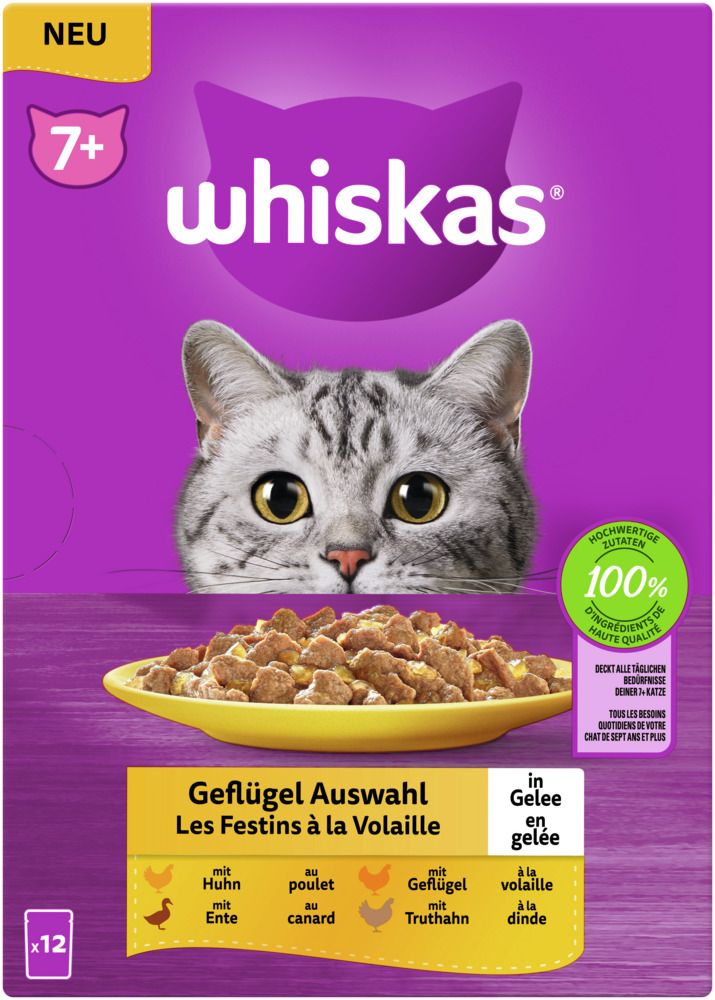 NEU
7+
whiskas®
HOCHWERTIGE
ZUTATEN
100%
D'INGRÉDIENTS DE
HAUTE QUALITÉ
DECKT ALLE TÄGLICHEN
BEDÜRFNISSE
DEINER 7+ KATZE
TOUS LES BESOINS
QUOTIDIENS DE VOTRE
CHAT DE SEPT ANS ET PLUS
Geflügel Auswahl
Les Festins à la Volaille
in
Gelee
en
gelée
mit
Huhn
au
poulet
mit
Geflügel
à la
volaille
mit
Ente
au
canard
mit
Truthahn
à la
dinde
x12